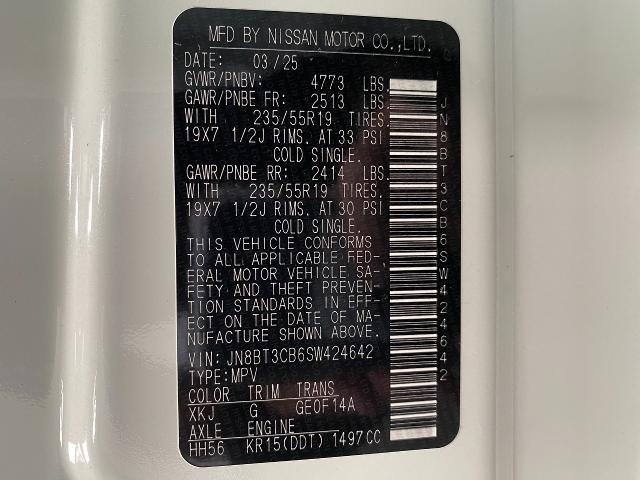 MFD BY NISSAN MOTOR CO.,LTD.
DATE: 03/25
GVWR/PNBV: 4773 LBS.
GAWR/PNBE FR: 2513 LBS.
WITH 235/55R19 TIRES.
19X7 1/2J RIMS, AT 33 PSI
COLD SINGLE.
GAWR/PNBE RR: 2414 LBS.
WITH 235/55R19 TIRES.
19X7 1/2J RIMS, AT 30 PSI
COLD SINGLE.
THIS VEHICLE CONFORMS
TO ALL APPLICABLE FED-
ERAL MOTOR VEHICLE SA-
FETY AND THEFT PREVEN-
TION STANDARDS IN EFF-
ECT ON THE DATE OF MA-
NUFACTURE SHOWN ABOVE.
VIN: JN8BT3CB6SW424642
TYPE: MPV
COLOR TRIM TRANS
XKJ G GE0F14A
AXLE ENGINE
HH56 KR15(DDT) 1497CC
JN8BT3CB6SW424642